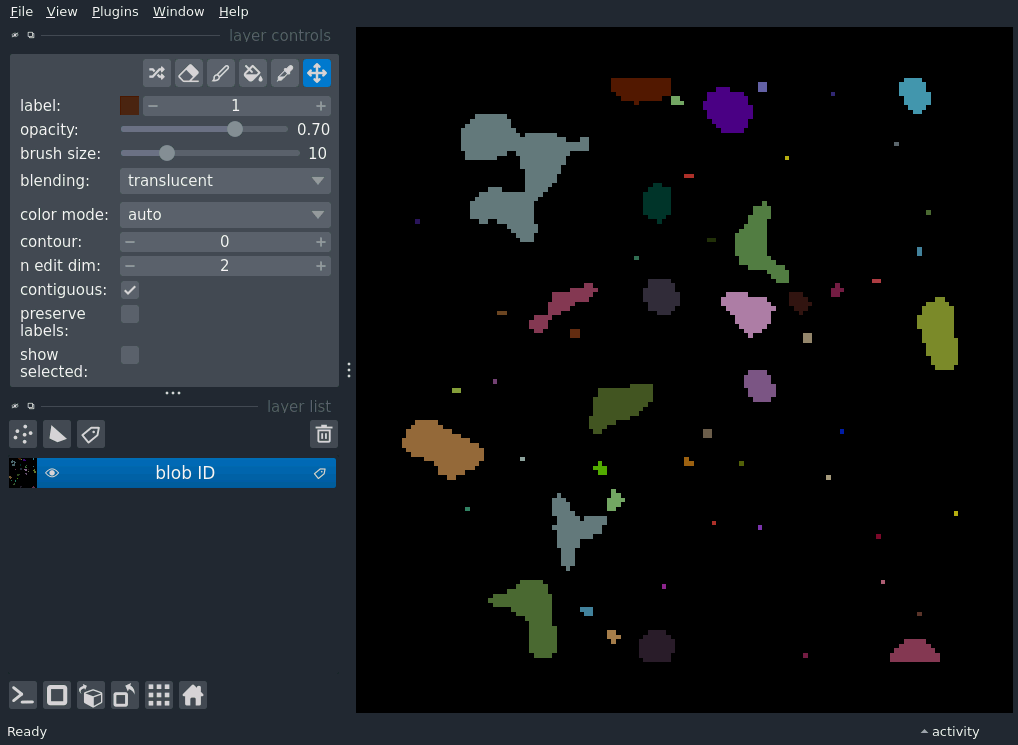 File View Plugins Window Help
layer controls
label: 1
opacity: 0.70
brush size: 10
blending: translucent
color mode: auto
contour: 0
n edit dim: 2
contiguous:
preserve
labels:
show
selected:
layer list
blob ID
Ready
activity